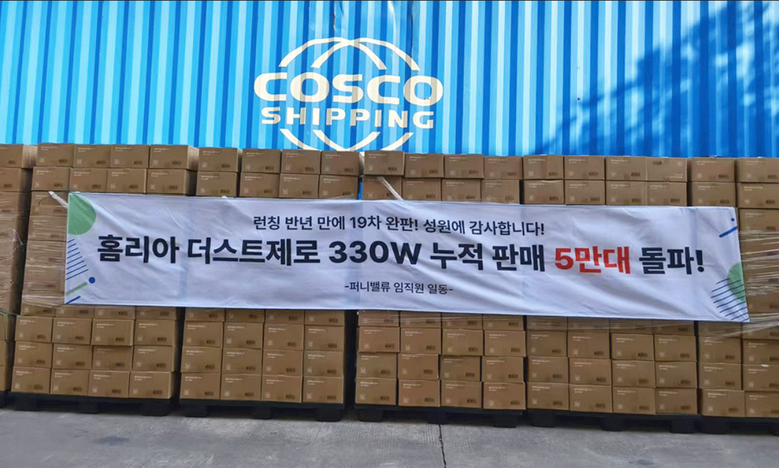 COSCO
SHIPPING
런칭 반년 만에 19차 완판! 성원에 감사합니다!
홈리아 더스트제로 330W 누적 판매 5만대 돌파!
-퍼니밸류 임직원 일동-